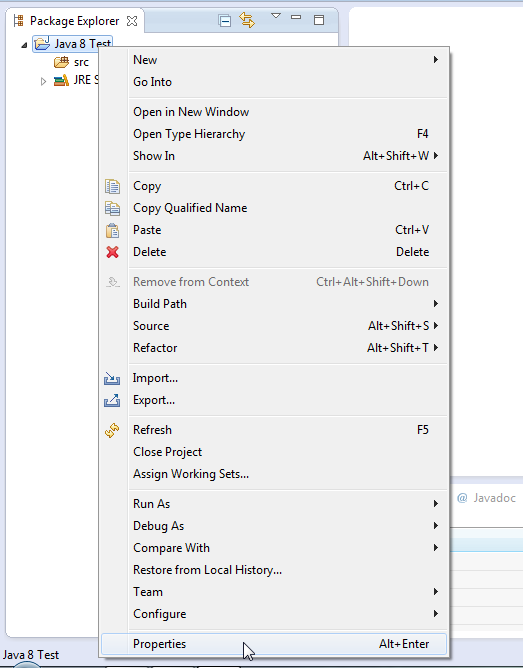 Package Explorer
Java 8 Test
src
JRE S
New
Go Into
Open in New Window
Open Type Hierarchy F4
Show In Alt+Shift+W
Copy Ctrl+C
Copy Qualified Name
Paste Ctrl+V
Delete Delete
Remove from Context Ctrl+Alt+Shift+Down
Build Path
Source Alt+Shift+S
Refactor Alt+Shift+T
Import...
Export...
Refresh F5
Close Project
Assign Working Sets...
Run As
Debug As
Compare With
Restore from Local History...
Team
Configure
Properties Alt+Enter
@ Javadoc
Java 8 Test